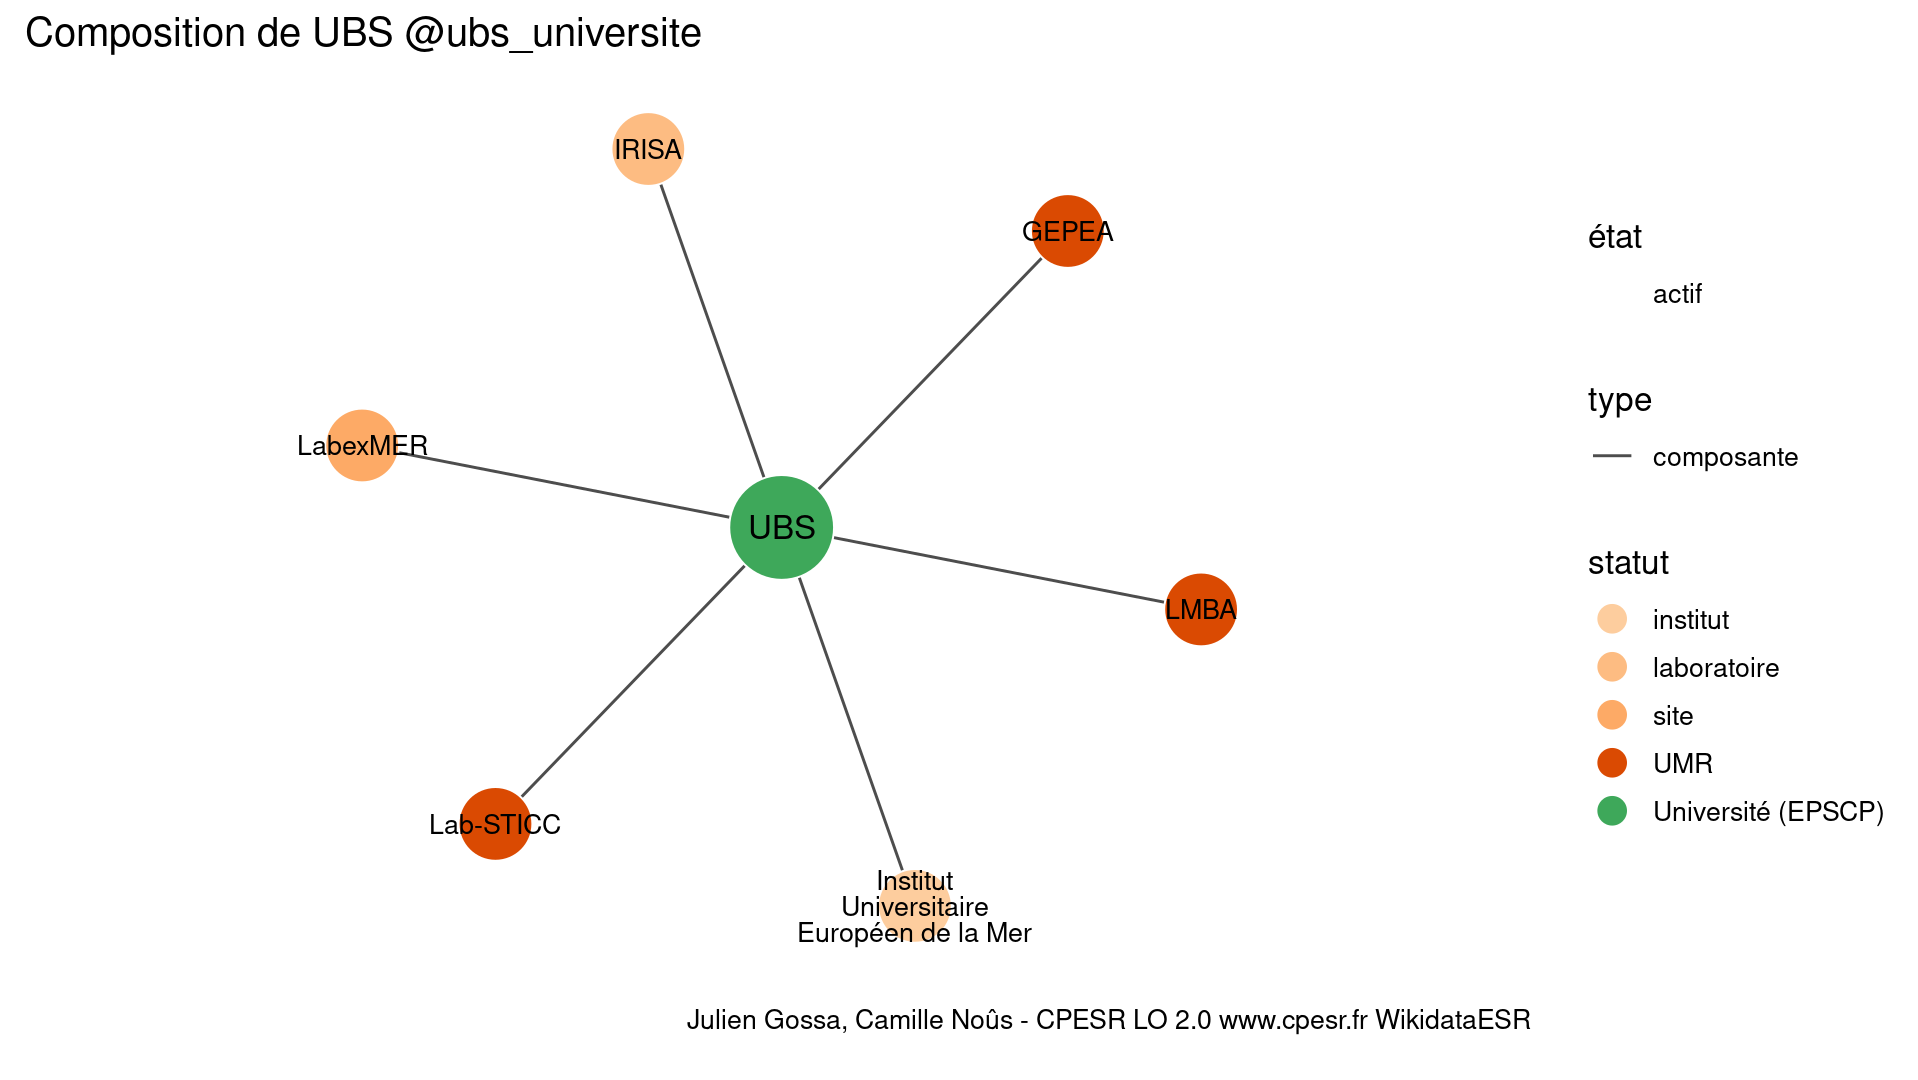 Composition de UBS @ubs_universite
IRISA
GEPEA
LabexMER
UBS
LMBA
Lab-STICC
Institut
Universitaire
Européen de la Mer
état
actif
type
composante
statut
institut
laboratoire
site
UMR
Université (EPSCP)
Julien Gossa, Camille Noûs - CPESR LO 2.0 www.cpesr.fr WikidataESR